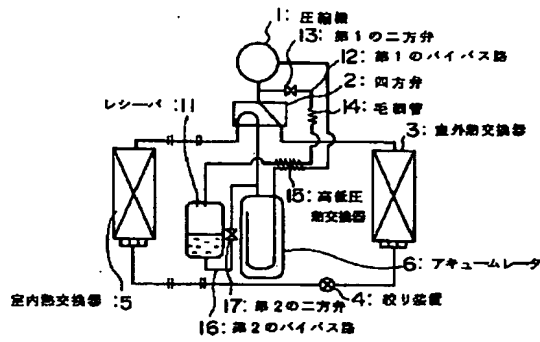 1: 圧縮機
13: 第1の二方弁
12: 第1のバイパス路
2: 四方弁
レシーバ :11
14: 毛細管
3: 室外熱交換器
15: 高低圧
熱交換器
6: アキュームレータ
室内熱交換器 :5
17: 第2の二方弁
4: 絞り装置
16: 第2のバイパス路